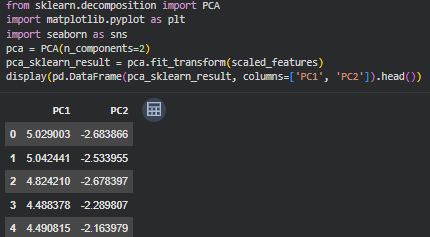 from sklearn.decomposition import PCA
import matplotlib.pyplot as plt
import seaborn as sns
pca = PCA(n_components=2)
pca_sklearn_result = pca.fit_transform(scaled_features)
display(pd.DataFrame(pca_sklearn_result, columns=['PC1', 'PC2']).head())
PC1 PC2
0 5.029003 -2.683866
1 5.042441 -2.533955
2 4.824210 -2.678397
3 4.488378 -2.289807
4 4.490815 -2.163979